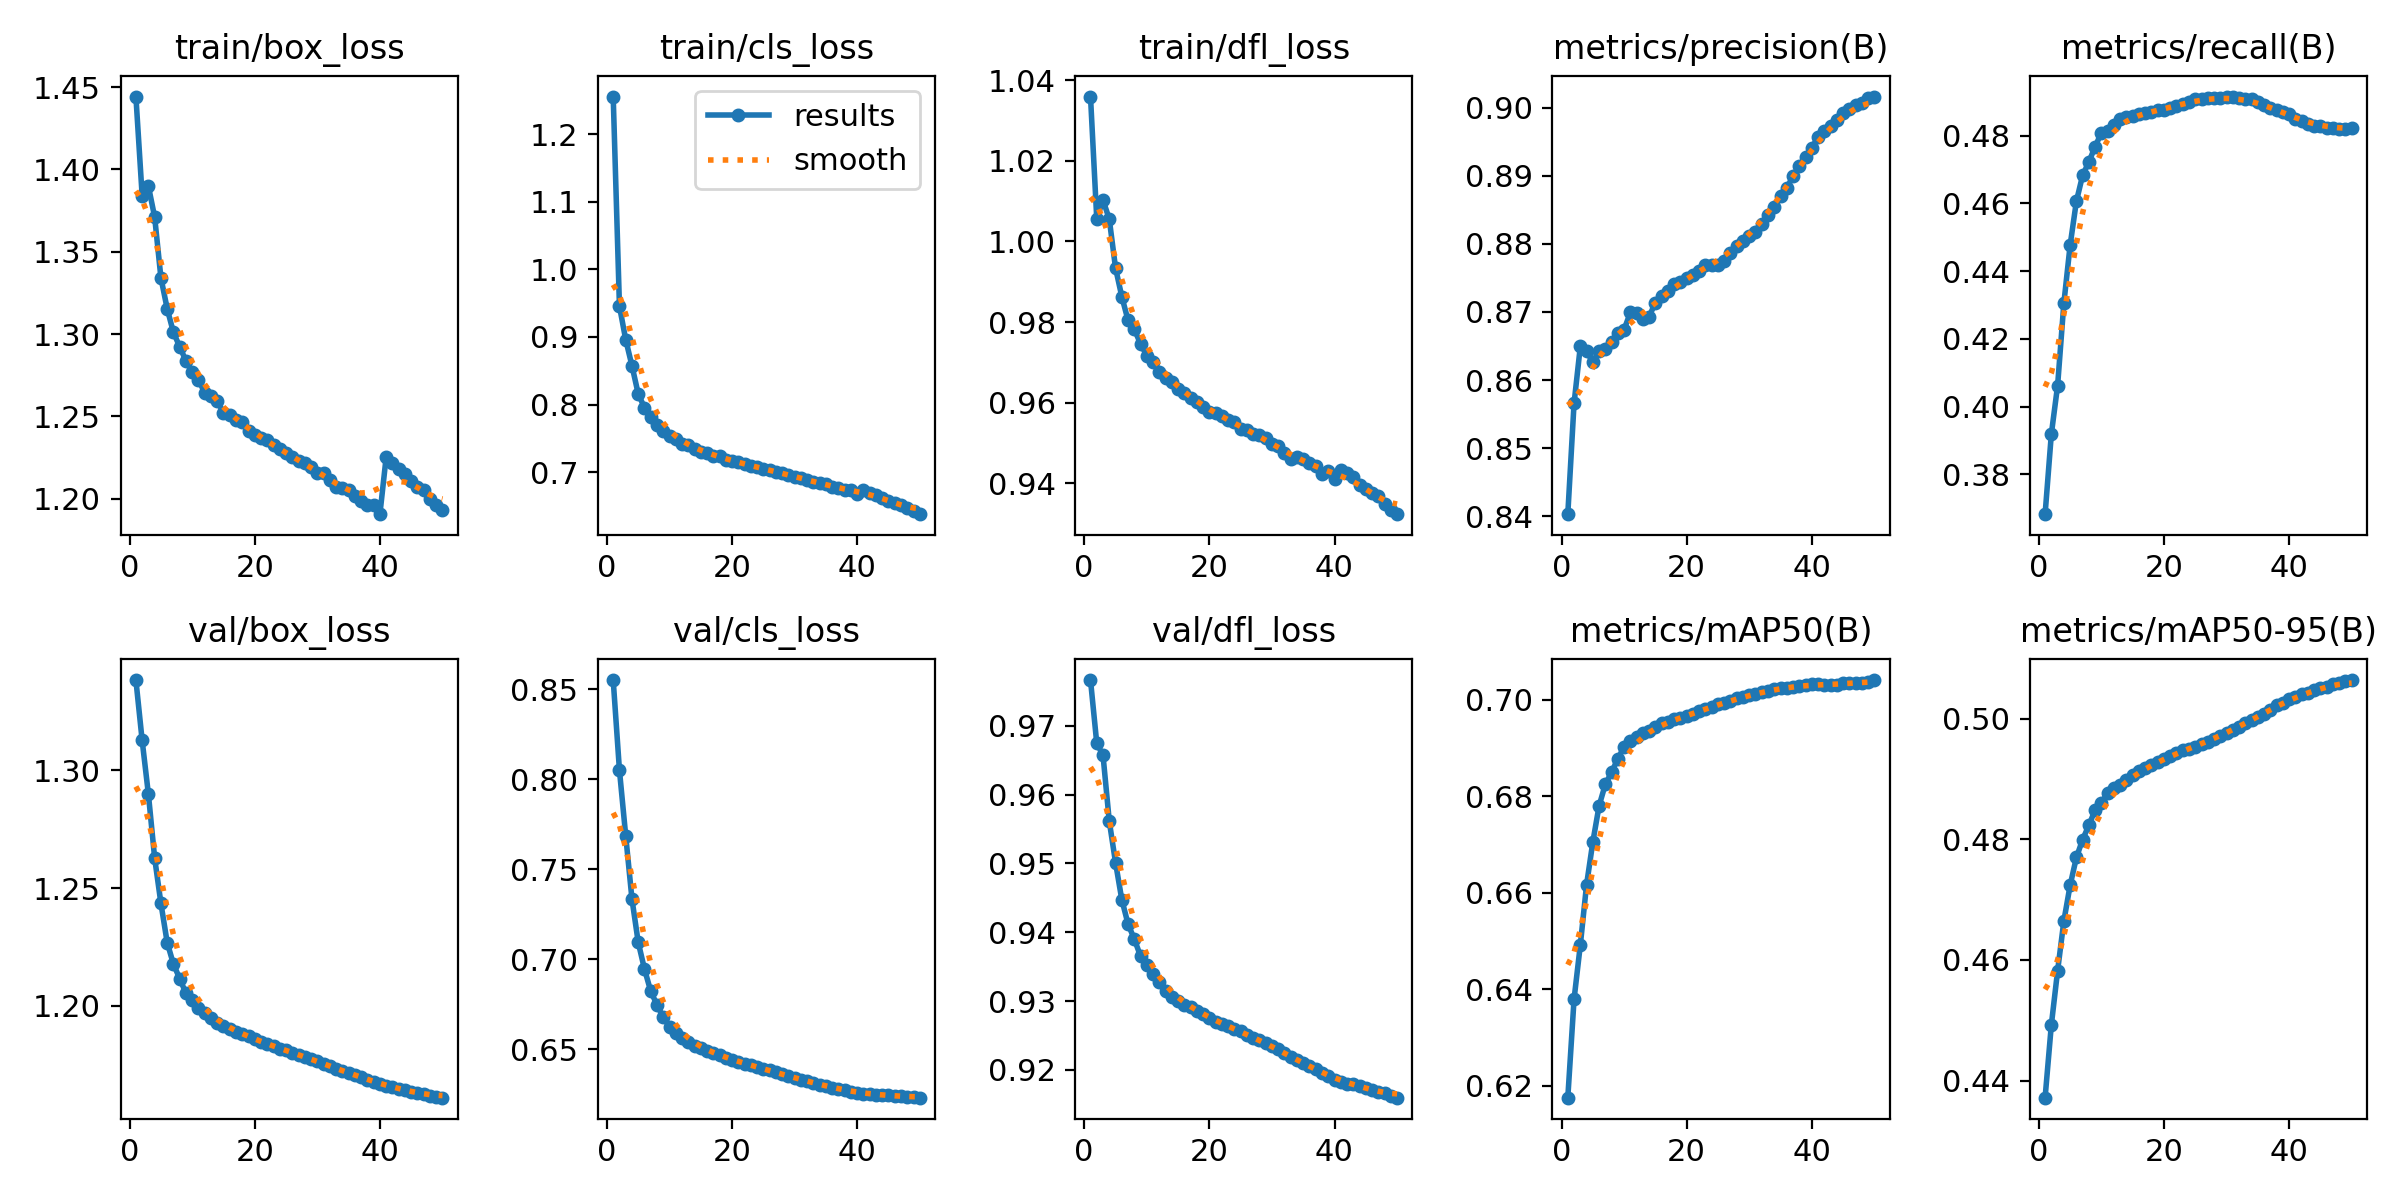 train/box_loss
1.45
1.40
1.35
1.30
1.25
1.20
0 20 40
train/cls_loss
results
smooth
1.2
1.1
1.0
0.9
0.8
0.7
0 20 40
train/dfl_loss
1.04
1.02
1.00
0.98
0.96
0.94
0 20 40
metrics/precision(B)
0.90
0.89
0.88
0.87
0.86
0.85
0.84
0 20 40
metrics/recall(B)
0.48
0.46
0.44
0.42
0.40
0.38
0 20 40
val/box_loss
1.30
1.25
1.20
0 20 40
val/cls_loss
0.85
0.80
0.75
0.70
0.65
0 20 40
val/dfl_loss
0.97
0.96
0.95
0.94
0.93
0.92
0 20 40
metrics/mAP50(B)
0.70
0.68
0.66
0.64
0.62
0 20 40
metrics/mAP50-95(B)
0.50
0.48
0.46
0.44
0 20 40